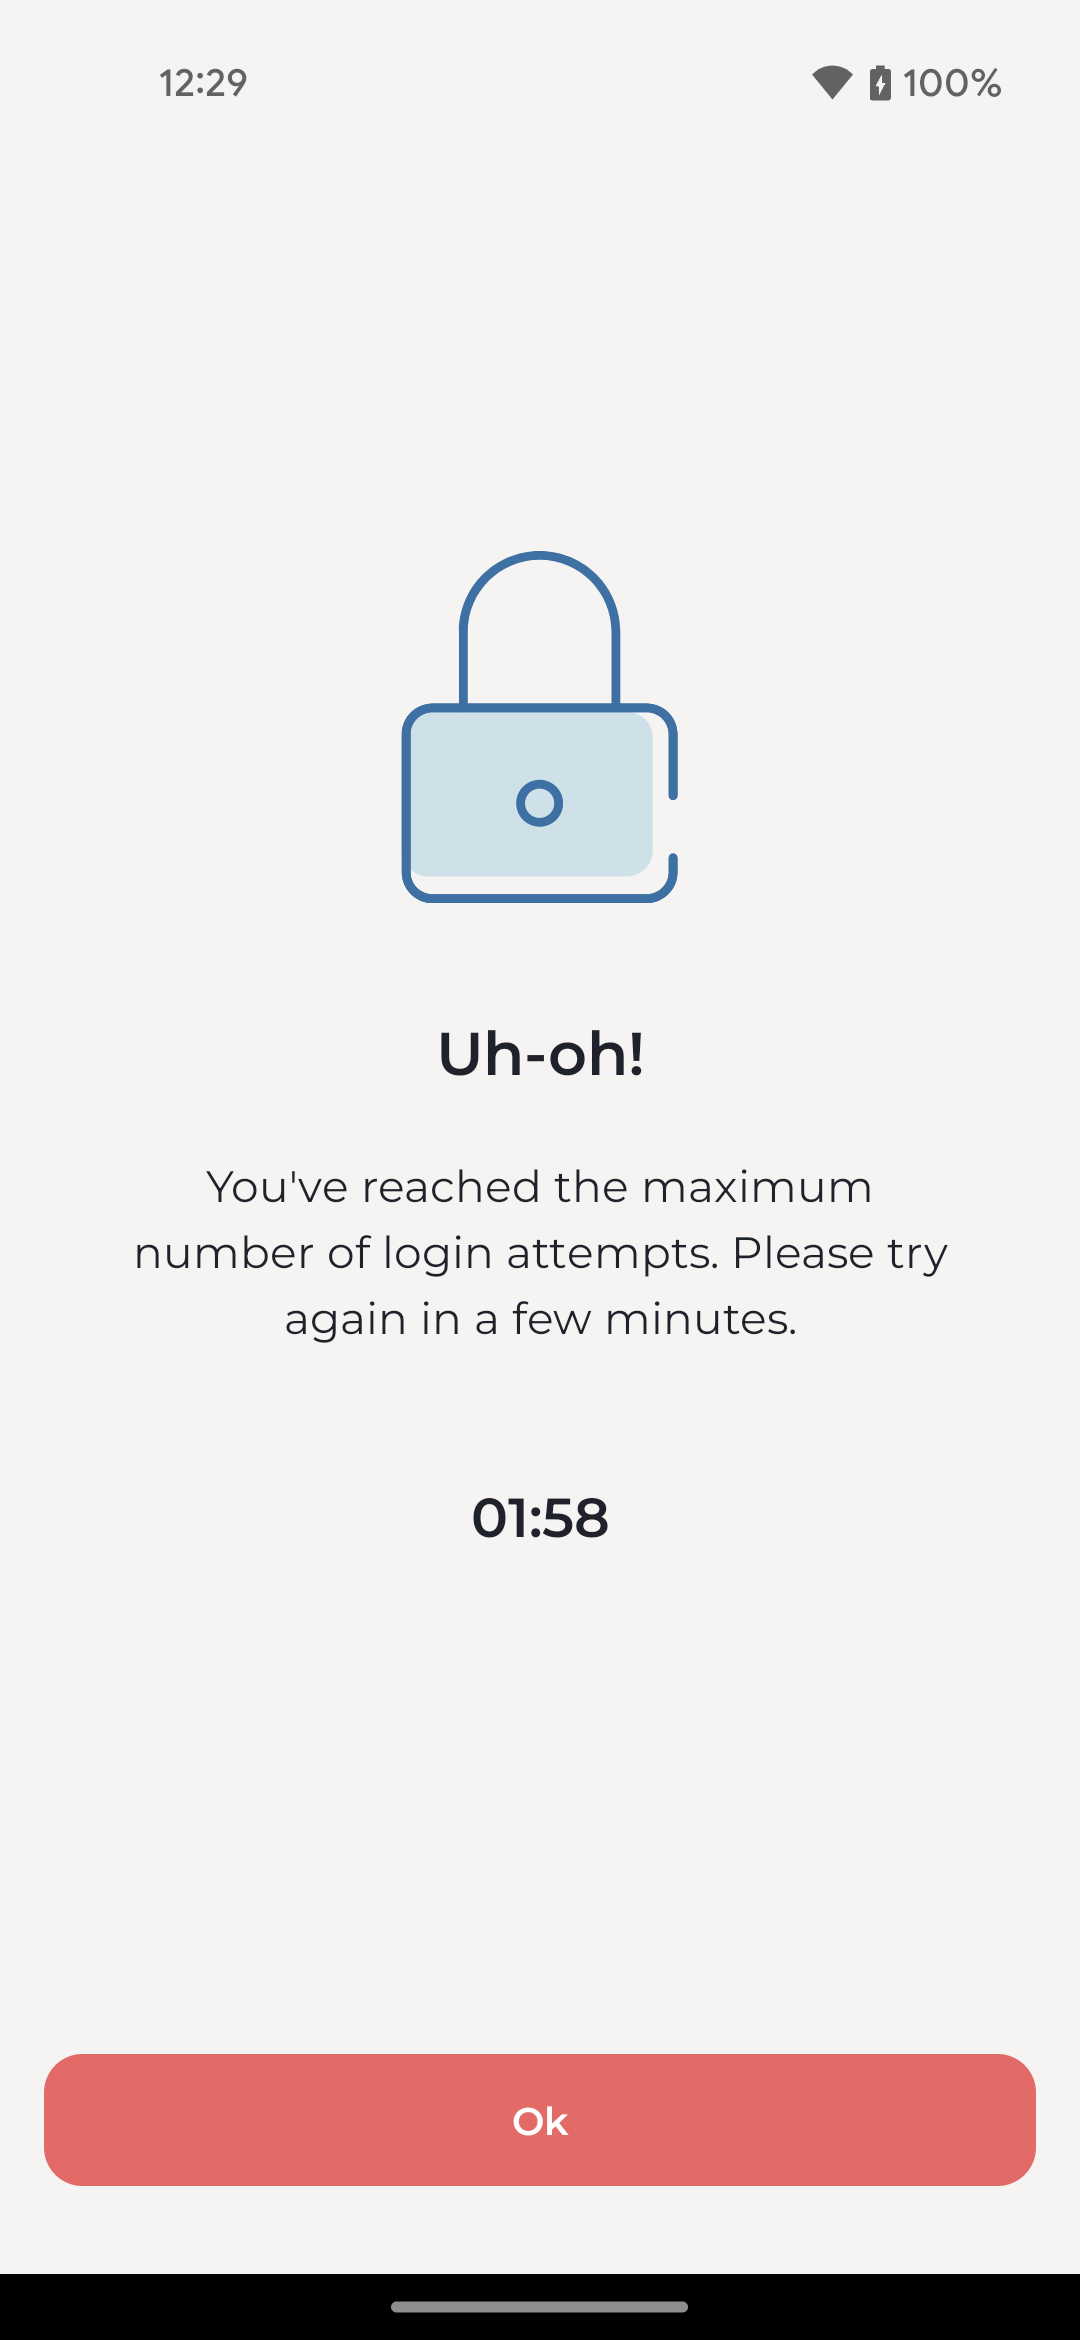 12:29
100%
Uh-oh!
You've reached the maximum
number of login attempts. Please try
again in a few minutes.
01:58
Ok